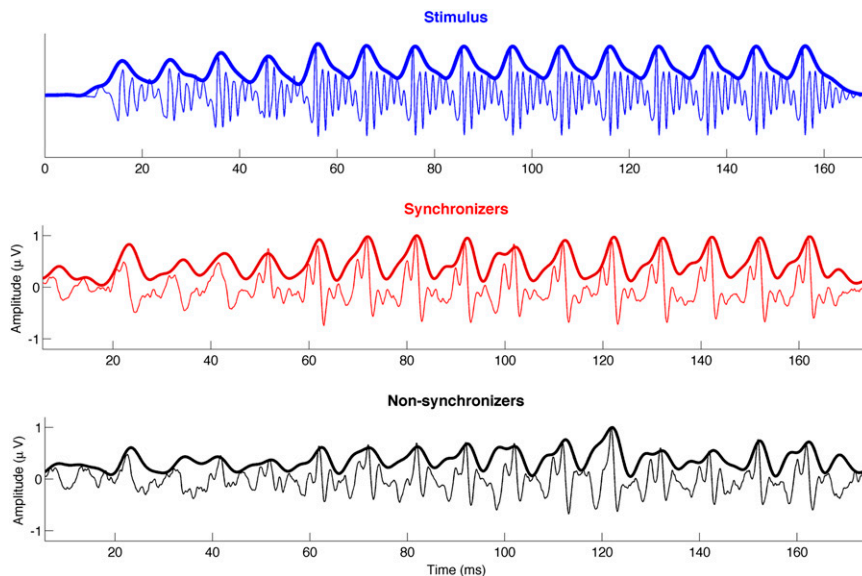 Stimulus
0 20 40 60 80 100 120 140 160
Synchronizers
Amplitude (μ V)
1
0
-1
20 40 60 80 100 120 140 160
Non-synchronizers
Amplitude (μ V)
1
0
-1
20 40 60 80 100 120 140 160
Time (ms)